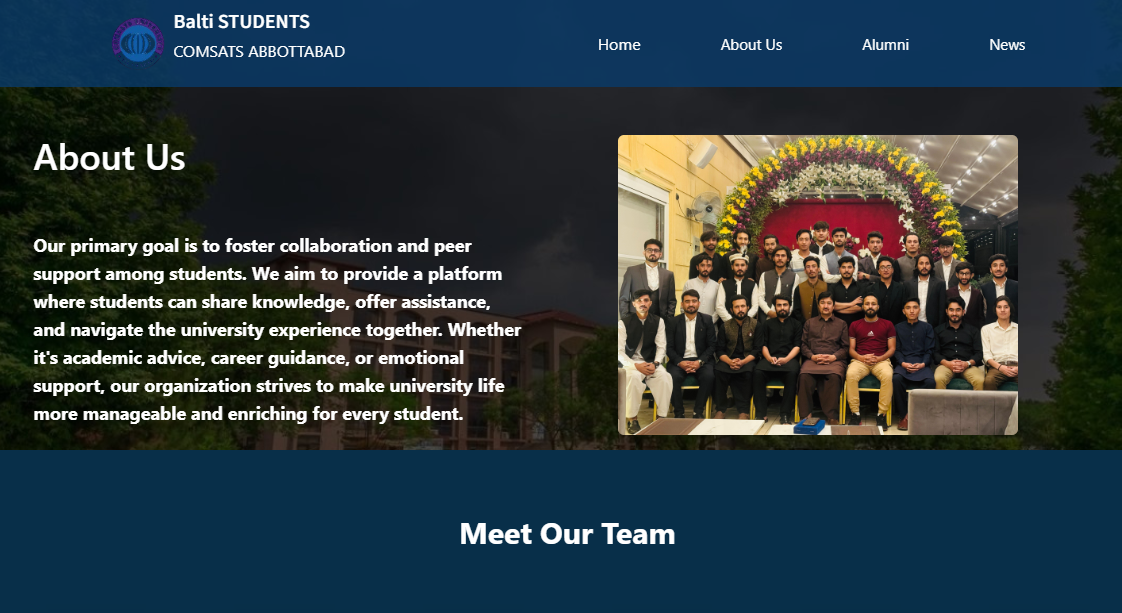 Balti STUDENTS
COMSATS ABBOTTABAD
Home
About Us
Alumni
News
About Us
Our primary goal is to foster collaboration and peer
support among students. We aim to provide a platform
where students can share knowledge, offer assistance,
and navigate the university experience together. Whether
it's academic advice, career guidance, or emotional
support, our organization strives to make university life
more manageable and enriching for every student.
Meet Our Team